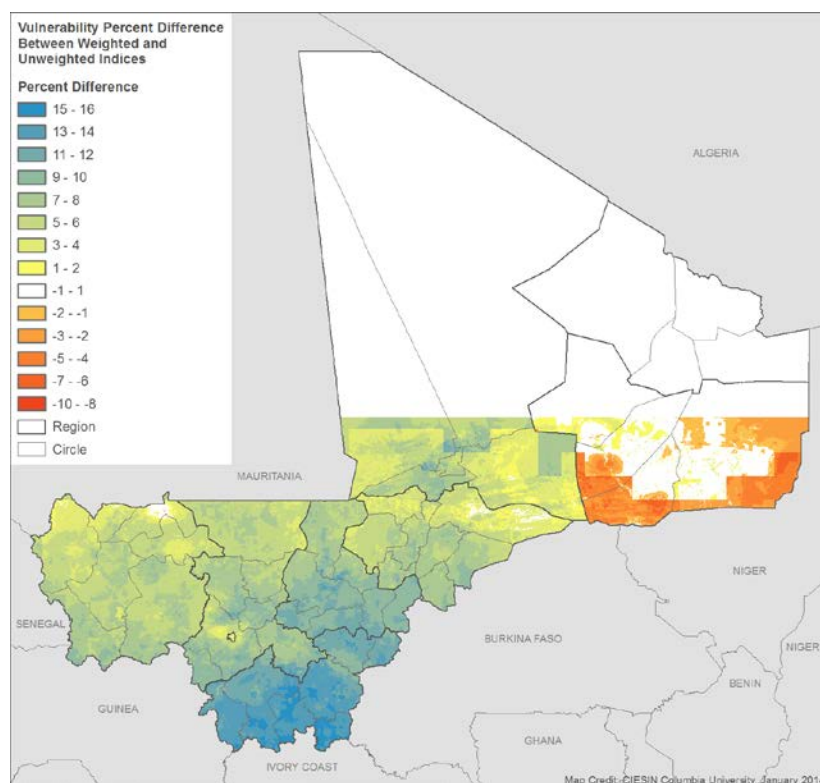 Vulnerability Percent Difference
Between Weighted and
Unweighted Indices
Percent Difference
15 - 16
13 - 14
11 - 12
9 - 10
7 - 8
5 - 6
3 - 4
1 - 2
-1 - 1
-2 - -1
-3 - -2
-5 - -4
-7 - -6
-10 - -8
Region
Circle
ALGERIA
MAURITANIA
NIGER
SENEGAL
BURKINA FASO
NIGER
BENIN
GUINEA
GHANA
IVORY COAST
Map Credit: CIESIN Columbia University, January